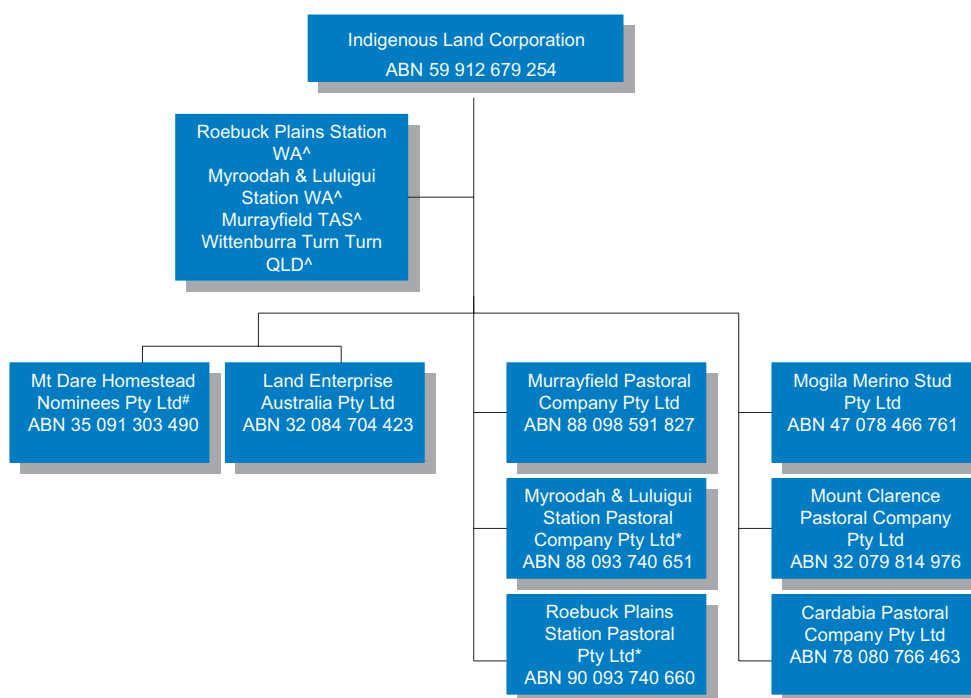 Indigenous Land Corporation
ABN 59 912 679 254
Roebuck Plains Station
WA^
Myroodah & Luluigui
Station WA^
Murrayfield TAS^
Wittenburra Turn Turn
QLD^
Mt Dare Homestead
Nominees Pty Ltd#
ABN 35 091 303 490
Land Enterprise
Australia Pty Ltd
ABN 32 084 704 423
Murrayfield Pastoral
Company Pty Ltd
ABN 88 098 591 827
Mogila Merino Stud
Pty Ltd
ABN 47 078 466 761
Myroodah & Luluigui
Station Pastoral
Company Pty Ltd*
ABN 88 093 740 651
Mount Clarence
Pastoral Company
Pty Ltd
ABN 32 079 814 976
Roebuck Plains
Station Pastoral
Pty Ltd*
ABN 90 093 740 660
Cardabia Pastoral
Company Pty Ltd
ABN 78 080 766 463